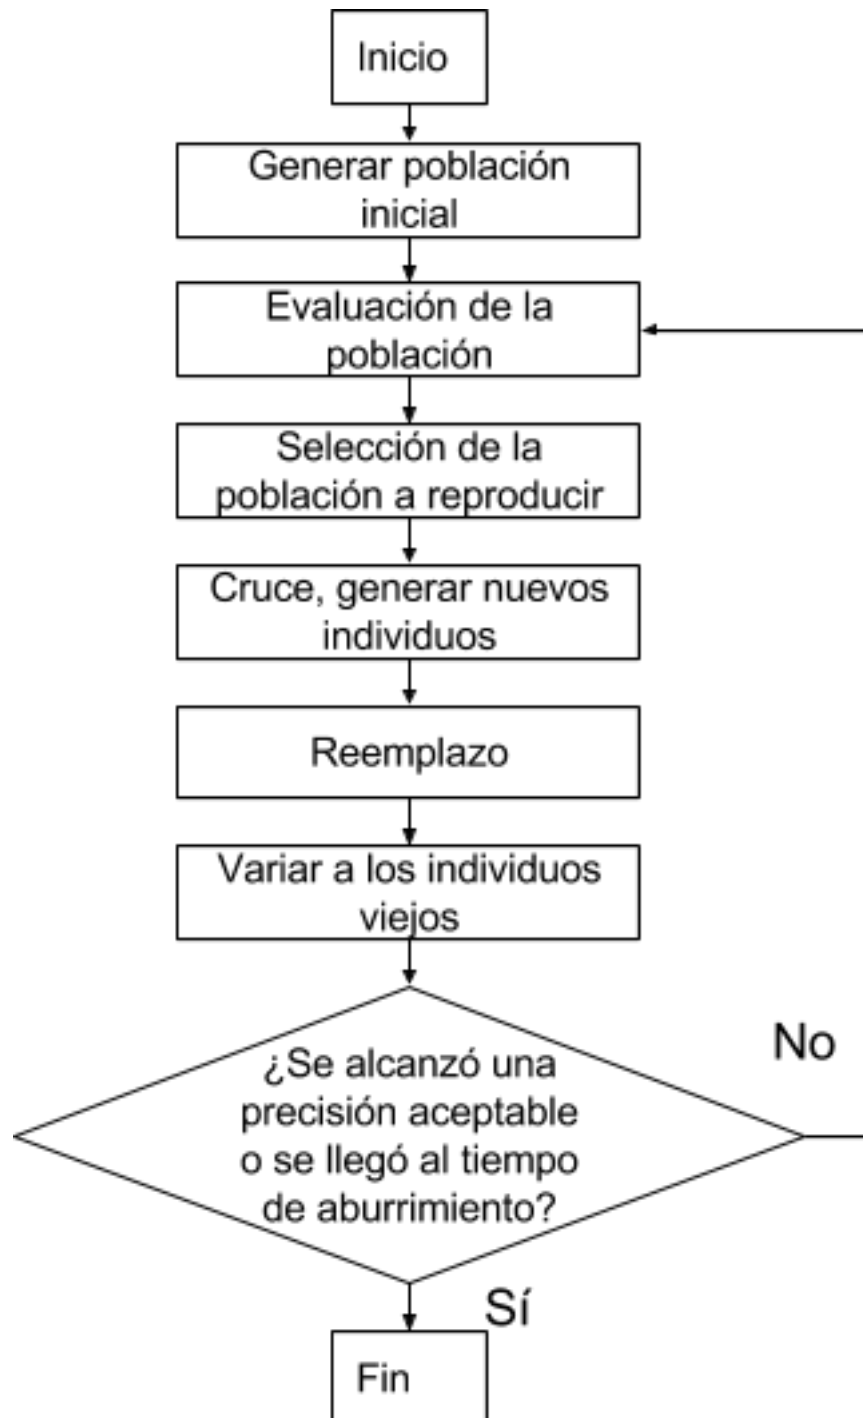 Inicio
Generar población
inicial
Evaluación de la
población
Selección de la
población a reproducir
Cruce, generar nuevos
individuos
Reemplazo
Variar a los individuos
viejos
¿Se alcanzó una
precisión aceptable
o se llegó al tiempo
de aburrimiento?
No
Sí
Fin